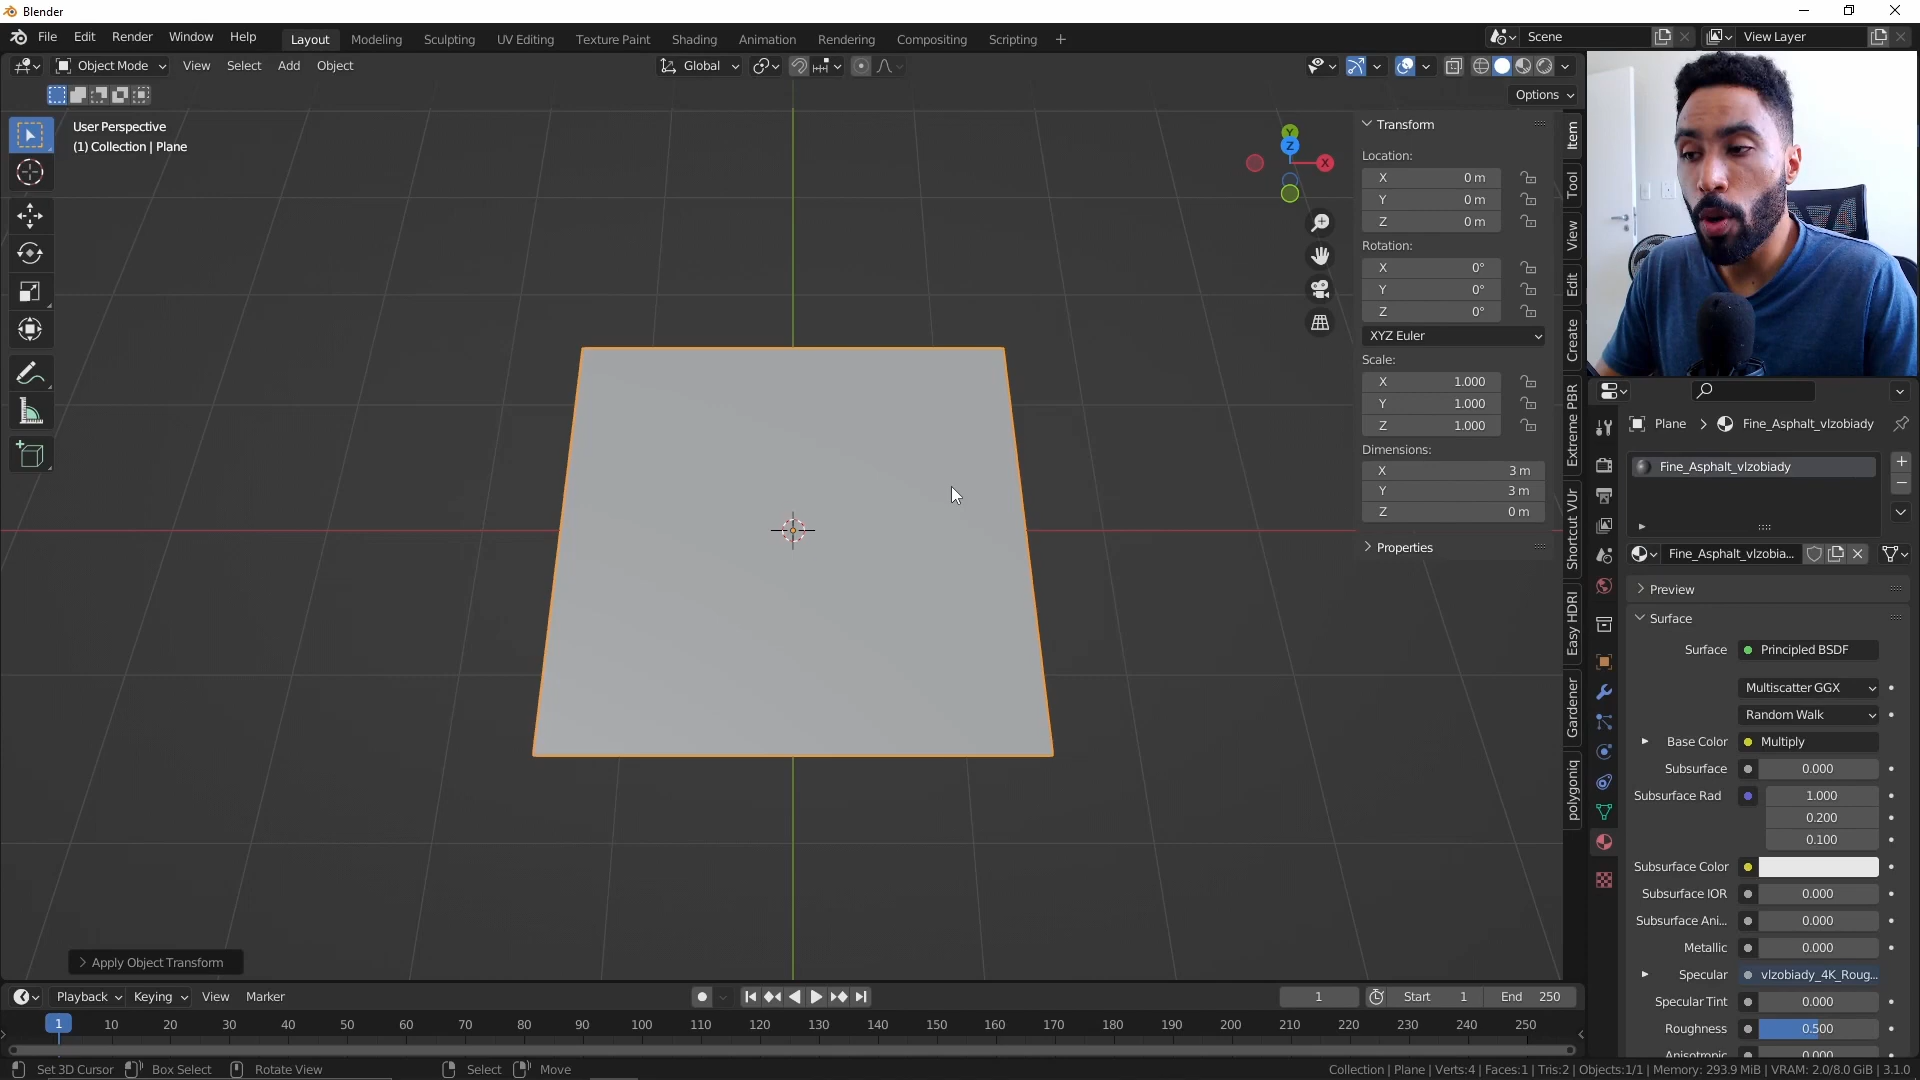 Blender
File Edit Render Window Help
Layout Modeling Sculpting UV Editing Texture Paint Shading Animation Rendering Compositing Scripting +
Scene
View Layer
Object Mode View Select Add Object
Global
Options
User Perspective
(1) Collection | Plane
Y
Z
X
Transform
Location:
X 0 m
Y 0 m
Z 0 m
Rotation:
X 0°
Y 0°
Z 0°
XYZ Euler
Scale:
X 1.000
Y 1.000
Z 1.000
Dimensions:
X 3 m
Y 3 m
Z 0 m
Properties
Item
Tool
View
Edit
Create
Extreme PBR
Shortcut VUr
Easy HDRI
Gardener
polygoniq
Plane Fine_Asphalt_vlzobiady
Fine_Asphalt_vlzobiady
Fine_Asphalt_vlzobia...
Preview
Surface
Surface Principled BSDF
Multiscatter GGX
Random Walk
Base Color Multiply
Subsurface 0.000
Subsurface Rad 1.000
0.200
0.100
Subsurface Color
Subsurface IOR 0.000
Subsurface Ani... 0.000
Metallic 0.000
Specular vlzobiady_4K_Roug...
Specular Tint 0.000
Roughness 0.500
Anisotropic 0.000
Apply Object Transform
Playback Keying View Marker
1 Start 1 End 250
1 10 20 30 40 50 60 70 80 90 100 110 120 130 140 150 160 170 180 190 200 210 220 230 240 250
Set 3D Cursor Box Select Rotate View Select Move
Collection | Plane | Verts:4 | Faces:1 | Tris:2 | Objects:1/1 | Memory: 293.9 MiB | VRAM: 2.0/8.0 GiB | 3.1.0